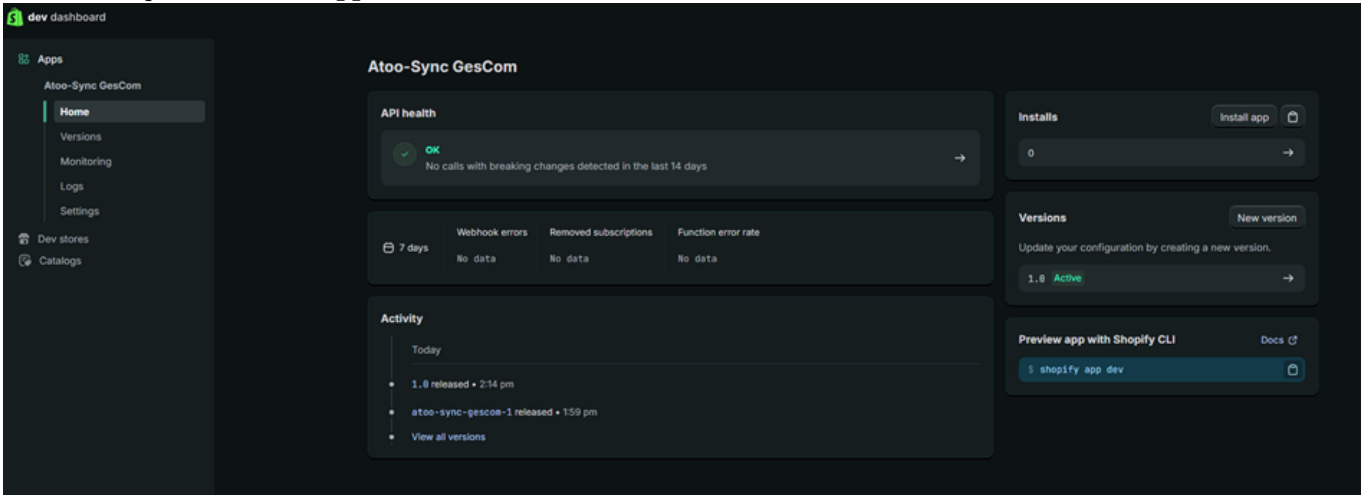 dev dashboard
Apps
Atoo-Sync GesCom
Home
Versions
Monitoring
Logs
Settings
Dev stores
Catalogs
Atoo-Sync GesCom
API health
OK
No calls with breaking changes detected in the last 14 days
7 days
Webhook errors
No data
Removed subscriptions
No data
Function error rate
No data
Activity
Today
1.0 released • 2:14 pm
atoo-sync-gescom-1 released • 1:59 pm
View all versions
Installs
Install app
0
Versions
New version
Update your configuration by creating a new version.
1.0 Active
Preview app with Shopify CLI
Docs
$ shopify app dev